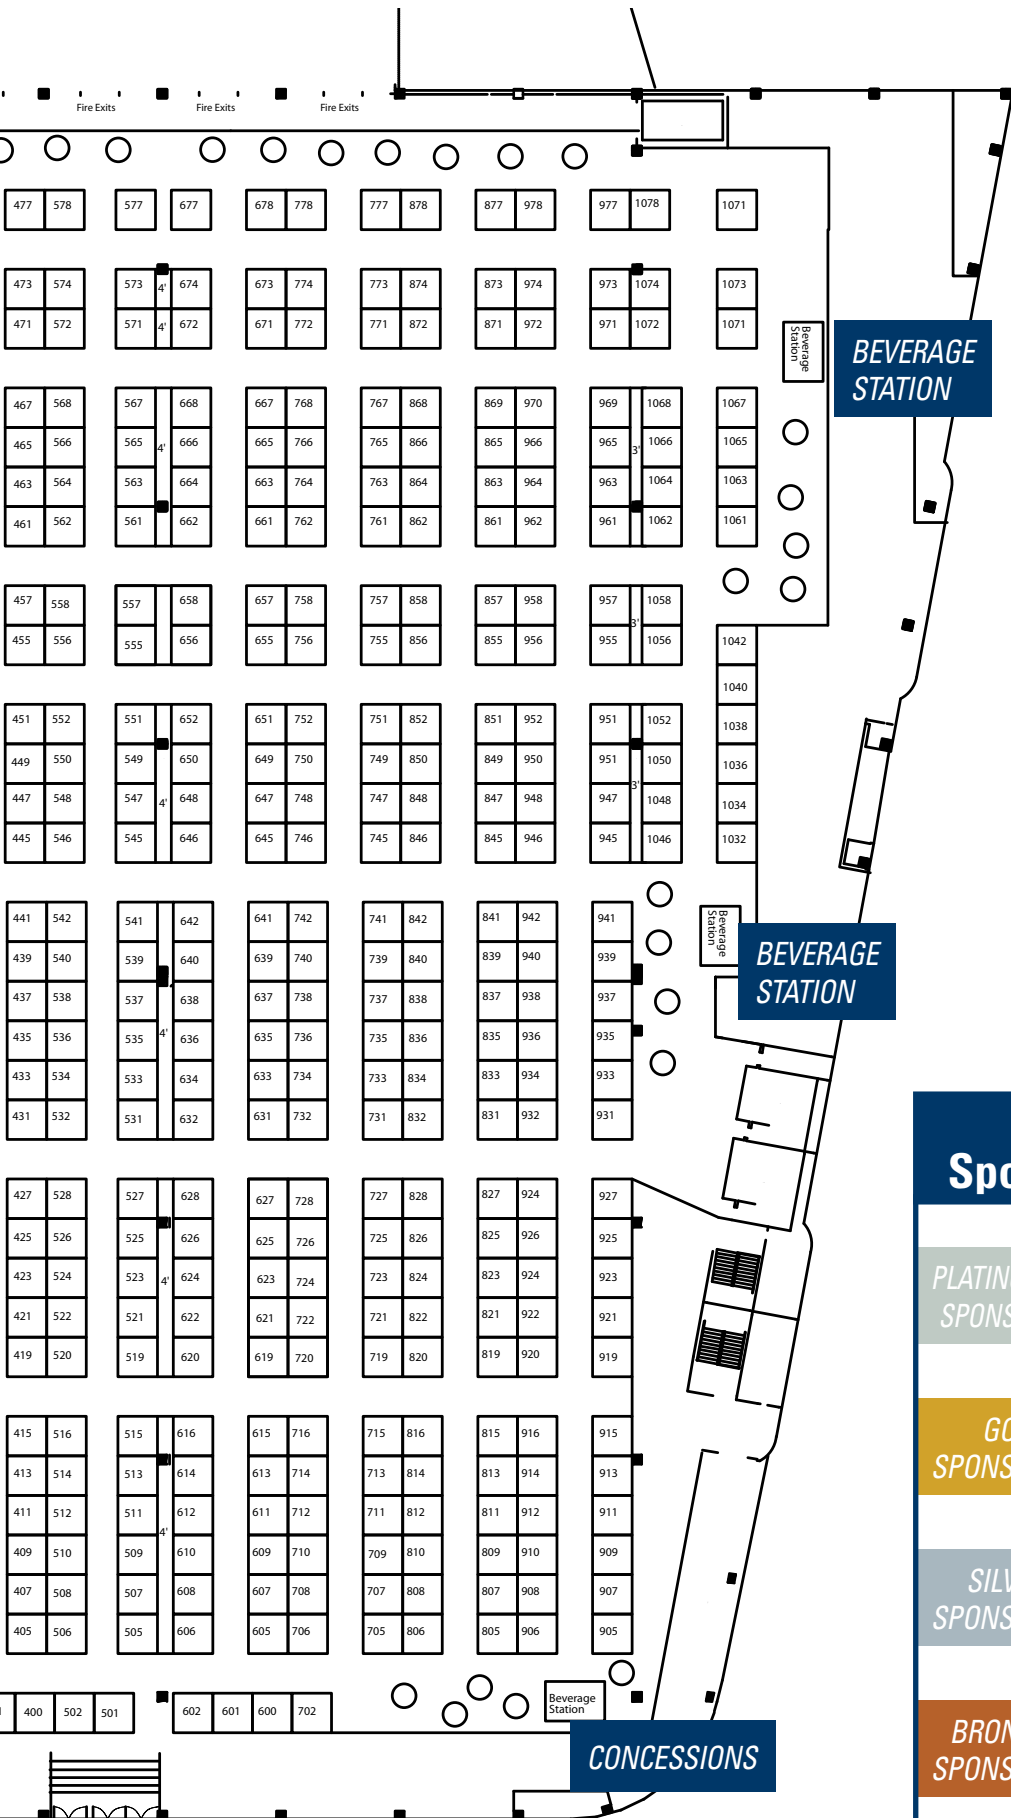 Fire Exits Fire Exits Fire Exits
477 578 577 677 678 778 777 878 877 978 977 1078 1071
473 574 573 4' 674 673 774 773 874 873 974 973 1074 1073
471 572 571 4' 672 671 772 771 872 871 972 971 1072 1071
Beverage
Station
BEVERAGE
STATION
467 568 567 668 667 768 767 868 869 970 969 1068 1067
465 566 565 4' 666 665 766 765 866 865 966 965 3' 1066 1065
463 564 563 664 663 764 763 864 863 964 963 1064 1063
461 562 561 662 661 762 761 862 861 962 961 1062 1061
457 558 557 658 657 758 757 858 857 958 957 1058
455 556 555 656 655 756 755 856 855 956 955 3' 1056 1042
1040
451 552 551 652 651 752 751 852 851 952 951 1052 1038
449 550 549 650 649 750 749 850 849 950 951 1050 1036
447 548 547 4' 648 647 748 747 848 847 948 947 3' 1048 1034
445 546 545 646 645 746 745 846 845 946 945 1046 1032
441 542 541 642 641 742 741 842 841 942 941
Beverage
Station
BEVERAGE
STATION
439 540 539 640 639 740 739 840 839 940 939
437 538 537 638 637 738 737 838 837 938 937
435 536 535 4' 636 635 736 735 836 835 936 935
433 534 533 634 633 734 733 834 833 934 933
431 532 531 632 631 732 731 832 831 932 931
427 528 527 628 627 728 727 828 827 924 927
425 526 525 626 625 726 725 826 825 926 925
423 524 523 4' 624 623 724 723 824 823 924 923
421 522 521 622 621 722 721 822 821 922 921
419 520 519 620 619 720 719 820 819 920 919
415 516 515 616 615 716 715 816 815 916 915
413 514 513 614 613 714 713 814 813 914 913
411 512 511 612 611 712 711 812 811 912 911
409 510 509 4' 610 609 710 709 810 809 910 909
407 508 507 608 607 708 707 808 807 908 907
405 506 505 606 605 706 705 806 805 906 905
400 502 501 602 601 600 702
Beverage
Station
CONCESSIONS
Spo
PLATIN
SPONS
GO
SPONS
SILV
SPONS
BRON
SPONS